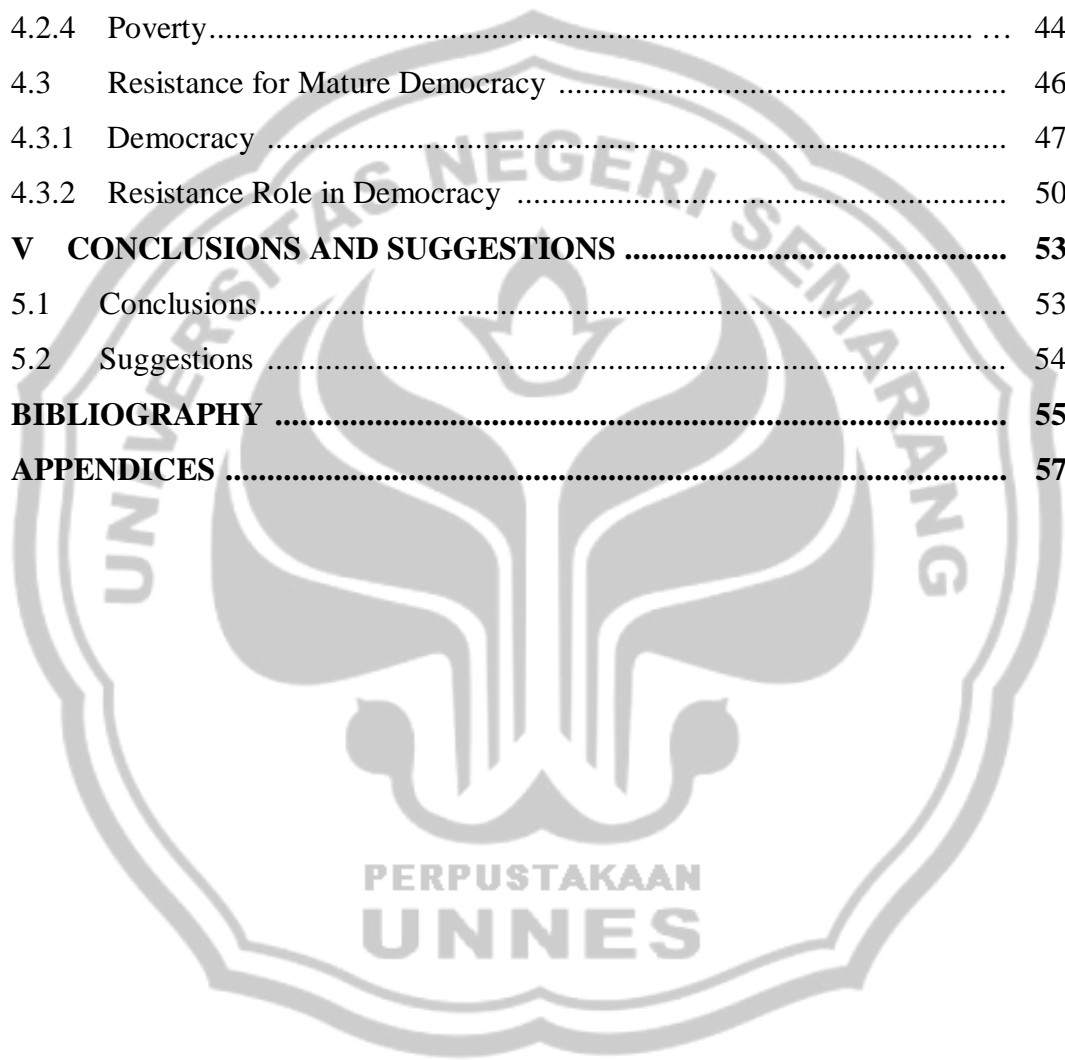 4.2.4 Poverty.................................................................................... … 44
4.3 Resistance for Mature Democracy ................................................. 46
4.3.1 Democracy ................................................................................. 47
4.3.2 Resistance Role in Democracy ...................................................... 50
V CONCLUSIONS AND SUGGESTIONS .......................................... 53
5.1 Conclusions.................................................................................. 53
5.2 Suggestions ................................................................................. 54
BIBLIOGRAPHY ................................................................................ 55
APPENDICES ..................................................................................... 57
UNIVERSITAS NEGERI SEMARANG
PERPUSTAKAAN
UNNES